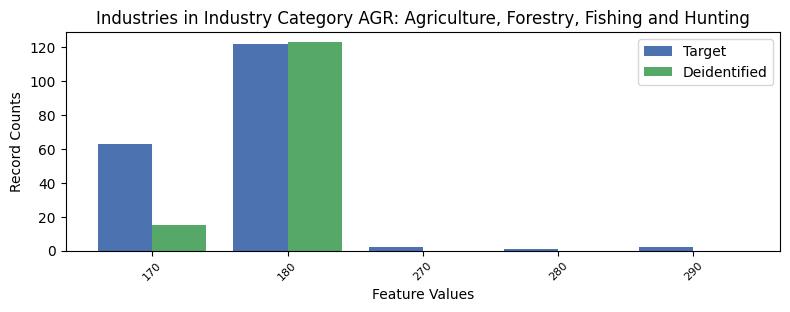 Industries in Industry Category AGR: Agriculture, Forestry, Fishing and Hunting
Target
Deidentified
Record Counts
120
100
80
60
40
20
0
170
180
270
280
290
Feature Values